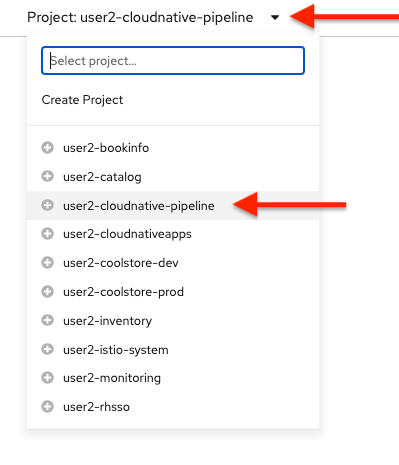 Project: user2-cloudnative-pipeline
Select project...
Create Project
user2-bookinfo
user2-catalog
user2-cloudnative-pipeline
user2-cloudnativeapps
user2-coolstore-dev
user2-coolstore-prod
user2-inventory
user2-istio-system
user2-monitoring
user2-rhsso